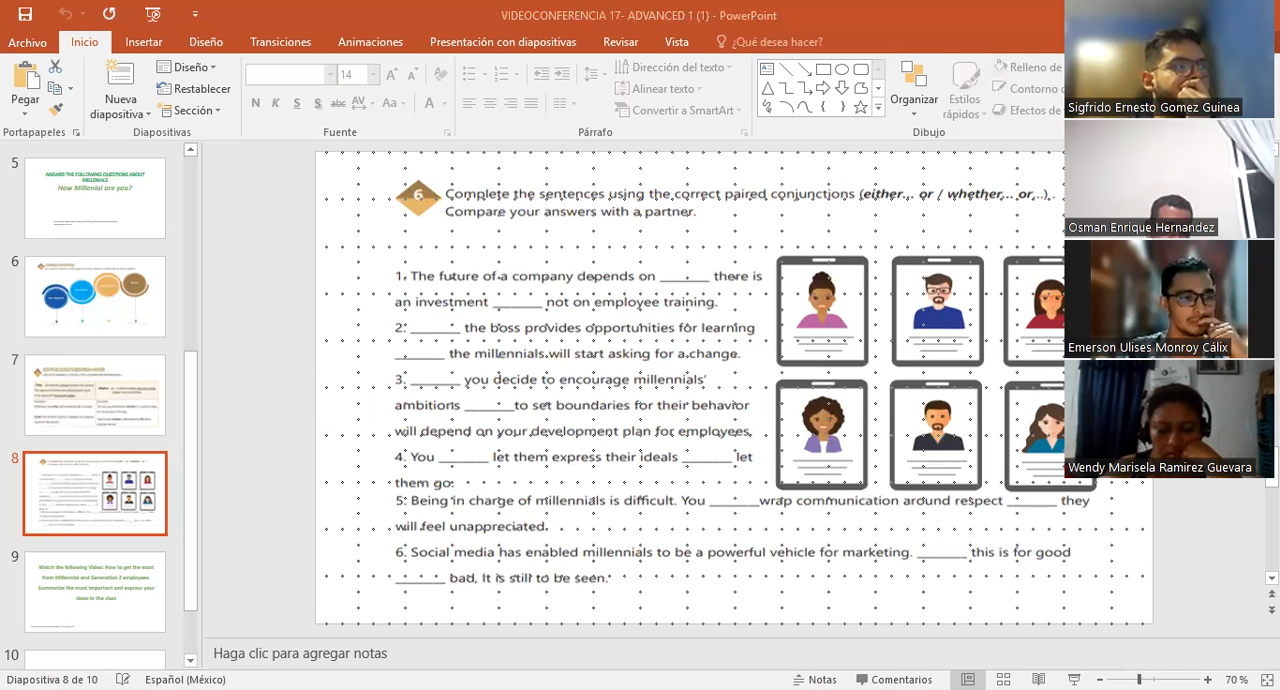 VIDEOCONFERENCIA 17- ADVANCED 1 (1) - PowerPoint
Archivo
Inicio
Insertar
Diseño
Transiciones
Animaciones
Presentación con diapositivas
Revisar
Vista
¿Qué desea hacer?
Pegar
Portapapeles
Nueva
diapositiva
Diseño
Restablecer
Sección
Diapositivas
14
N K S S abc AV Aa A
Fuente
Dirección del texto
Alinear texto
Convertir a SmartArt
Párrafo
Organizar
Estilos
rápidos
Relleno de
Contorno
Efectos de
Dibujo
Sigfrido Ernesto Gomez Guinea
Osman Enrique Hernandez
Emerson Ulises Monroy Cálix
Wendy Marisela Ramirez Guevara
5
ANSWER THE FOLLOWING QUESTIONS ABOUT
MILLENIALS
How Millenial are you?
6
7
8
9
Watch the following Video: How to get the most
from Millennial and Generation Z employees.
Summarize the most important and express your
ideas in the class
10
6
Complete the sentences using the correct paired conjunctions (either... or / whether... or...).
Compare your answers with a partner.
1. The future of a company depends on ______ there is
an investment ______ not on employee training.
2. ______ the boss provides opportunities for learning
______ the millennials will start asking for a change.
3. ______ you decide to encourage millennials'
ambitions ______ to set boundaries for their behavior
will depend on your development plan for employees.
4. You ______ let them express their ideals ______ let
them go.
5. Being in charge of millennials is difficult. You ______ wrap communication around respect ______ they
will feel unappreciated.
6. Social media has enabled millennials to be a powerful vehicle for marketing. ______ this is for good
______ bad, It is still to be seen.
Haga clic para agregar notas
Diapositiva 8 de 10
Español (México)
Notas
Comentarios
70 %